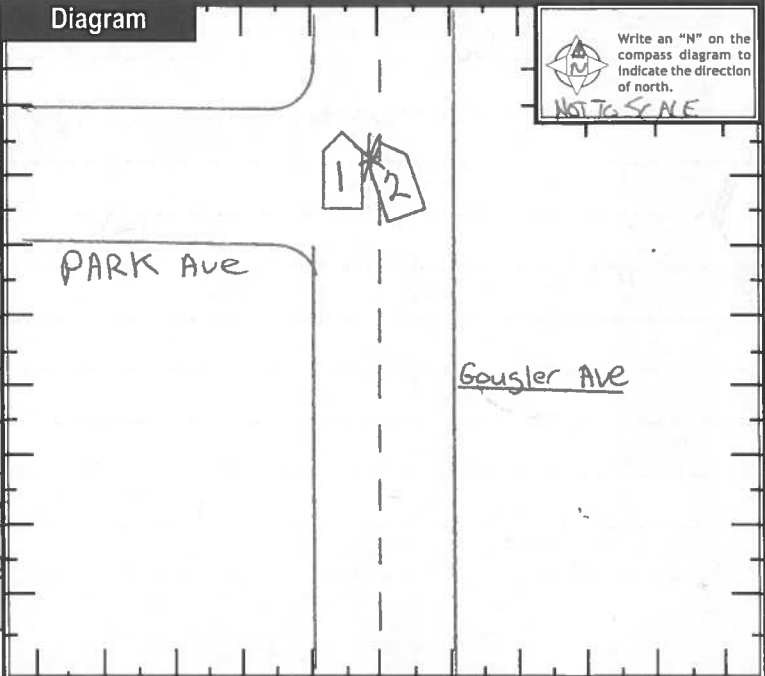 Diagram
Write an "N" on the
compass diagram to
indicate the direction
of north.
N
NOT TO SCALE
1
2
PARK Ave
Gougler AVE